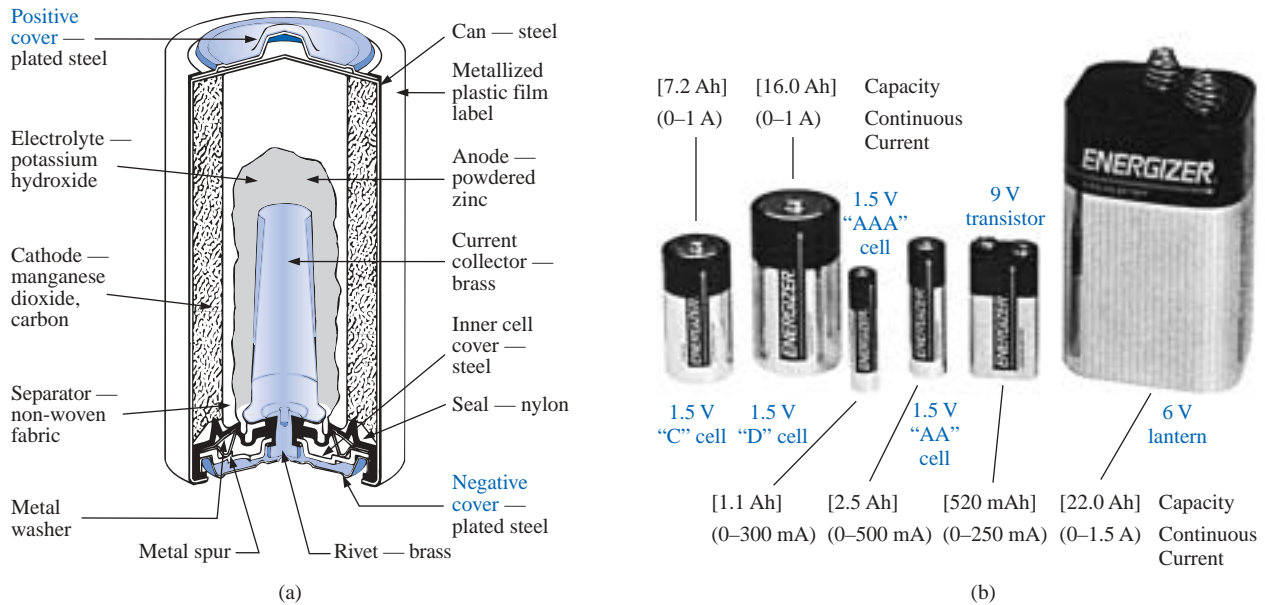 Positive
cover —
plated steel
Can — steel
Metallized
plastic film
label
Electrolyte —
potassium
hydroxide
Anode —
powdered
zinc
Cathode —
manganese
dioxide,
carbon
Current
collector —
brass
Inner cell
cover —
steel
Separator —
non-woven
fabric
Seal — nylon
Metal
washer
Negative
cover —
plated steel
Metal spur
Rivet — brass
(a)
[7.2 Ah] [16.0 Ah] Capacity
(0–1 A) (0–1 A) Continuous
Current
1.5 V
“AAA”
cell
9 V
transistor
ENERGIZER
ENERGIZER
ENERGIZER
ENERGIZER
ENERGIZER
ENERGIZER
1.5 V
“C” cell
1.5 V
“D” cell
1.5 V
“AA”
cell
6 V
lantern
[1.1 Ah] [2.5 Ah] [520 mAh] [22.0 Ah] Capacity
(0–300 mA) (0–500 mA) (0–250 mA) (0–1.5 A) Continuous
Current
(b)